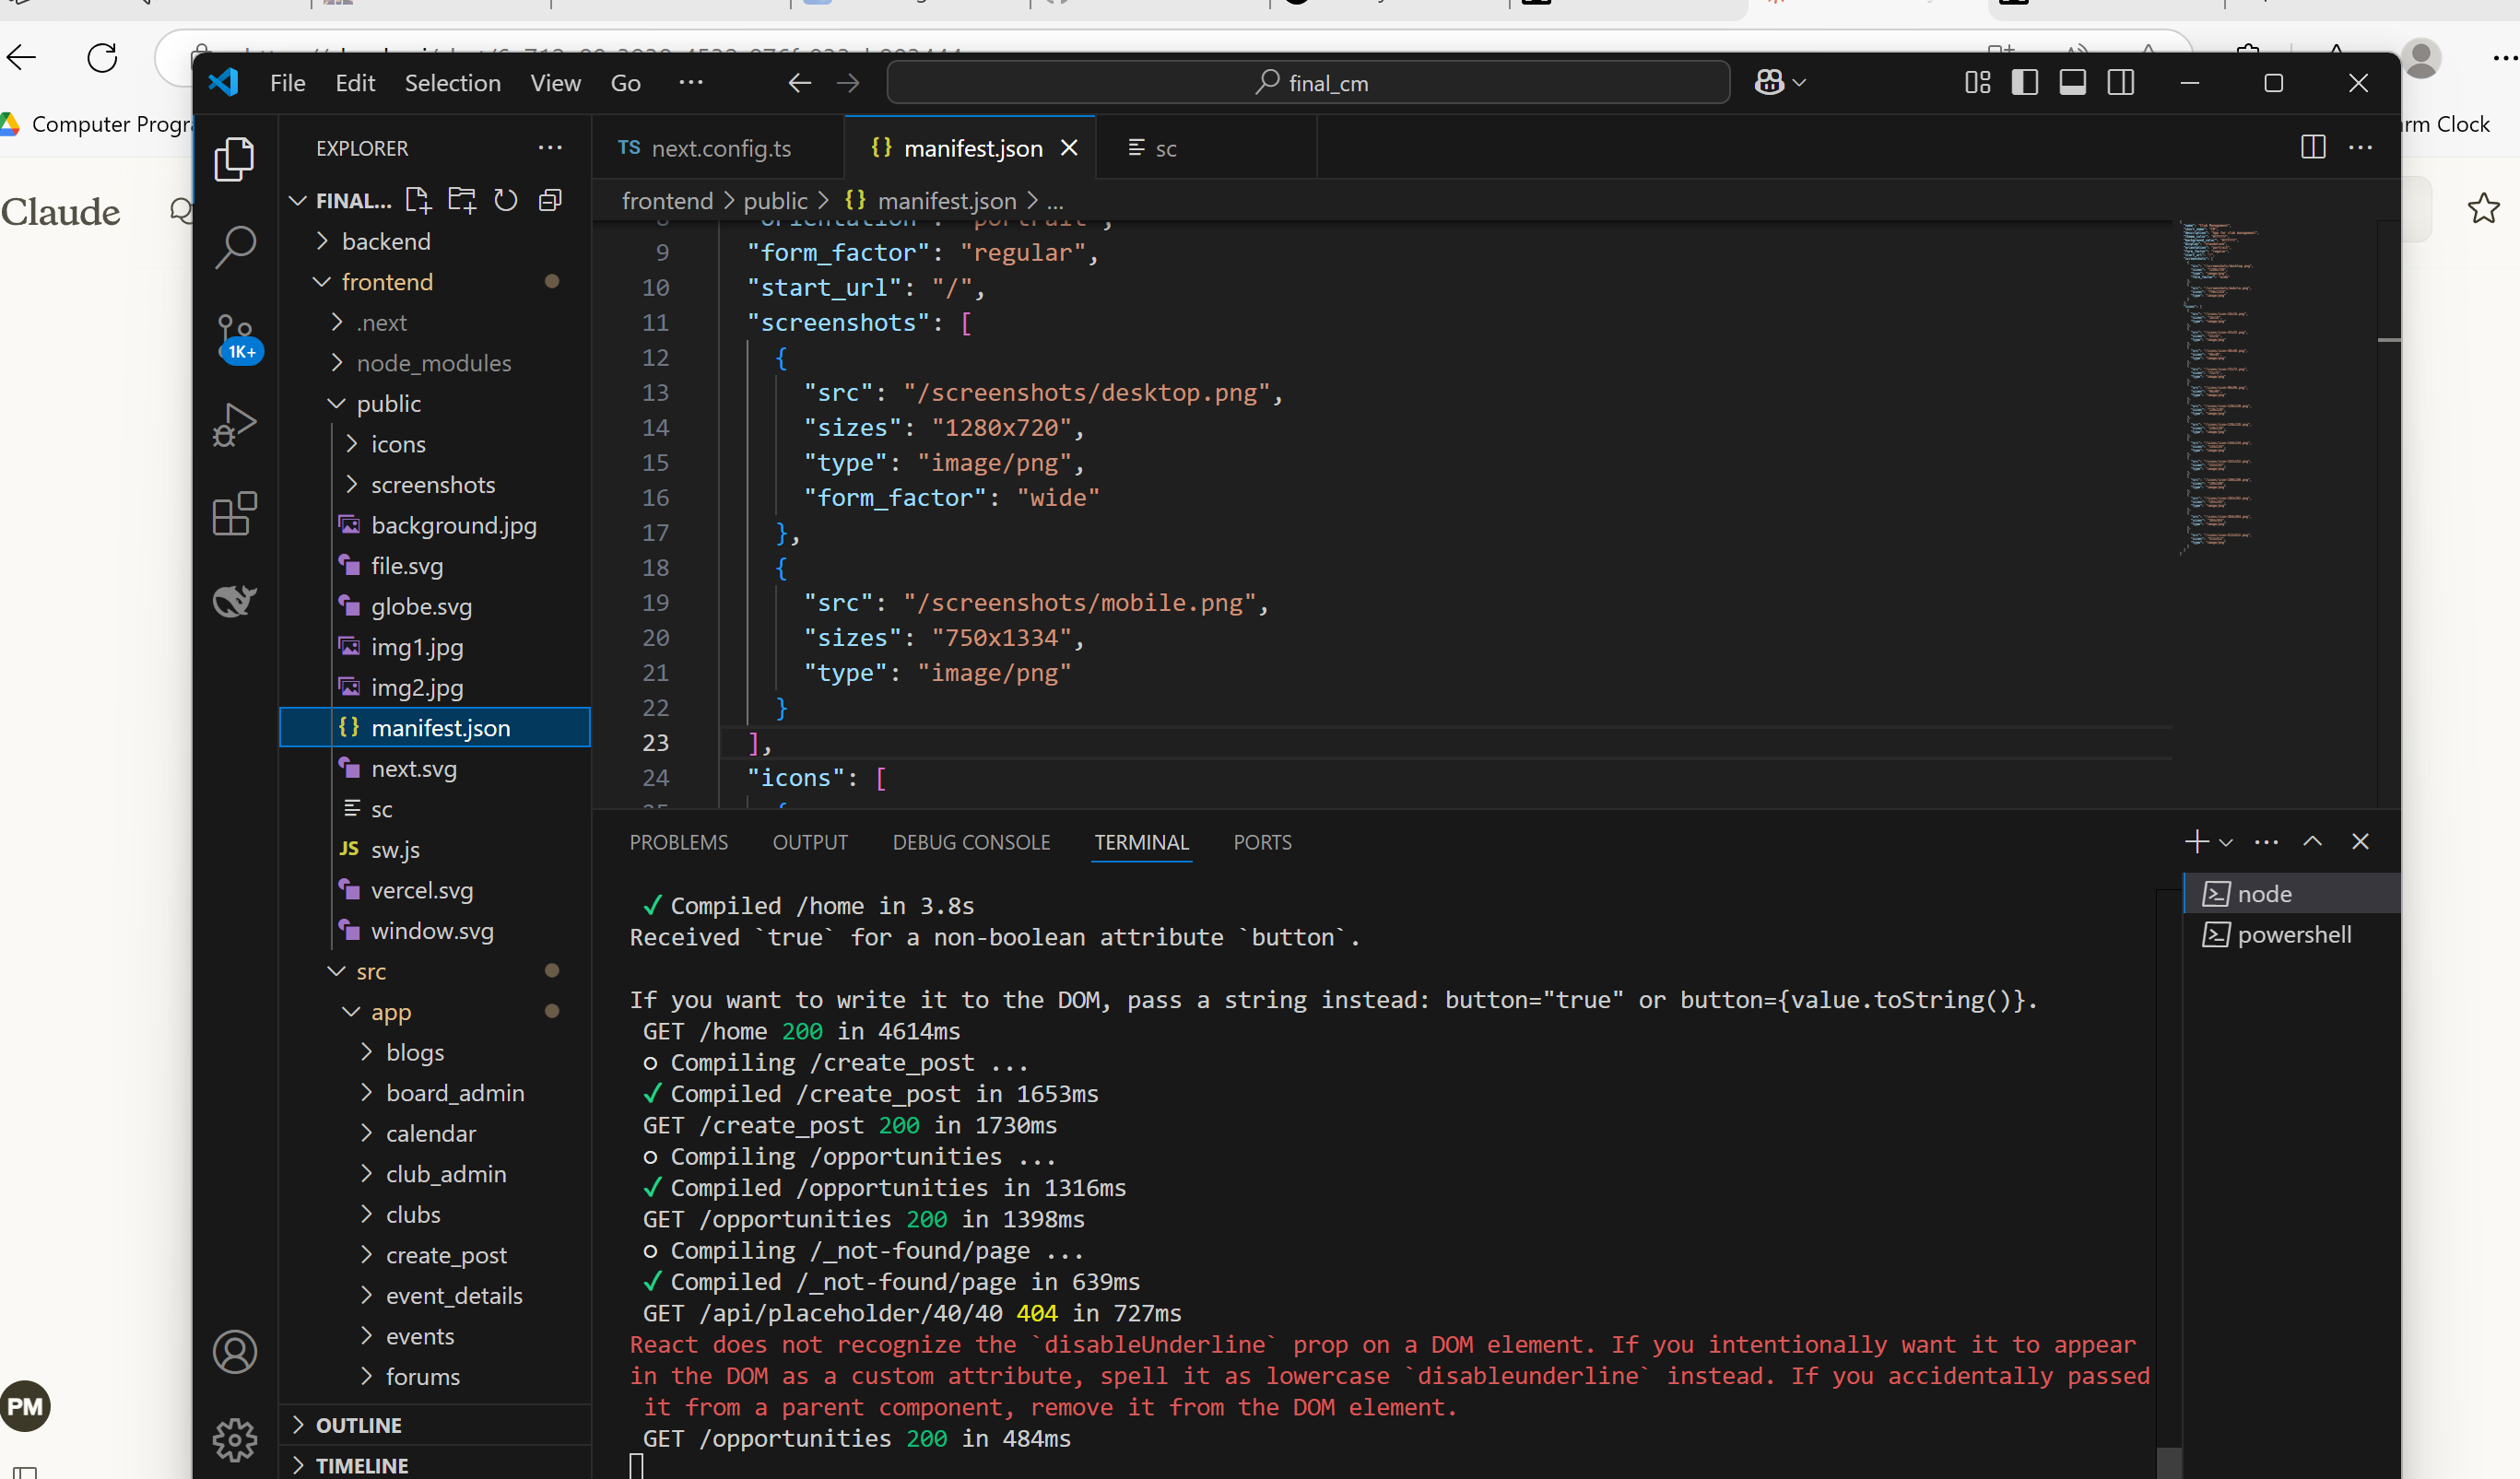 File Edit Selection View Go ··· final_cm
Computer Progr
rm Clock
Claude
EXPLORER
FINAL...
backend
frontend
.next
node_modules
public
icons
screenshots
background.jpg
file.svg
globe.svg
img1.jpg
img2.jpg
manifest.json
next.svg
sc
JS sw.js
vercel.svg
window.svg
src
app
blogs
board_admin
calendar
club_admin
clubs
create_post
event_details
events
forums
OUTLINE
TIMELINE
1K+
PM
TS next.config.ts {} manifest.json sc
frontend > public > {} manifest.json > ...
9 "form_factor": "regular",
10 "start_url": "/",
11 "screenshots": [
12 {
13 "src": "/screenshots/desktop.png",
14 "sizes": "1280x720",
15 "type": "image/png",
16 "form_factor": "wide"
17 },
18 {
19 "src": "/screenshots/mobile.png",
20 "sizes": "750x1334",
21 "type": "image/png"
22 }
23 ],
24 "icons": [
PROBLEMS OUTPUT DEBUG CONSOLE TERMINAL PORTS
node
powershell
✓ Compiled /home in 3.8s
Received `true` for a non-boolean attribute `button`.
If you want to write it to the DOM, pass a string instead: button="true" or button={value.toString()}.
GET /home 200 in 4614ms
○ Compiling /create_post ...
✓ Compiled /create_post in 1653ms
GET /create_post 200 in 1730ms
○ Compiling /opportunities ...
✓ Compiled /opportunities in 1316ms
GET /opportunities 200 in 1398ms
○ Compiling /_not-found/page ...
✓ Compiled /_not-found/page in 639ms
GET /api/placeholder/40/40 404 in 727ms
React does not recognize the `disableUnderline` prop on a DOM element. If you intentionally want it to appear
in the DOM as a custom attribute, spell it as lowercase `disableunderline` instead. If you accidentally passed
it from a parent component, remove it from the DOM element.
GET /opportunities 200 in 484ms